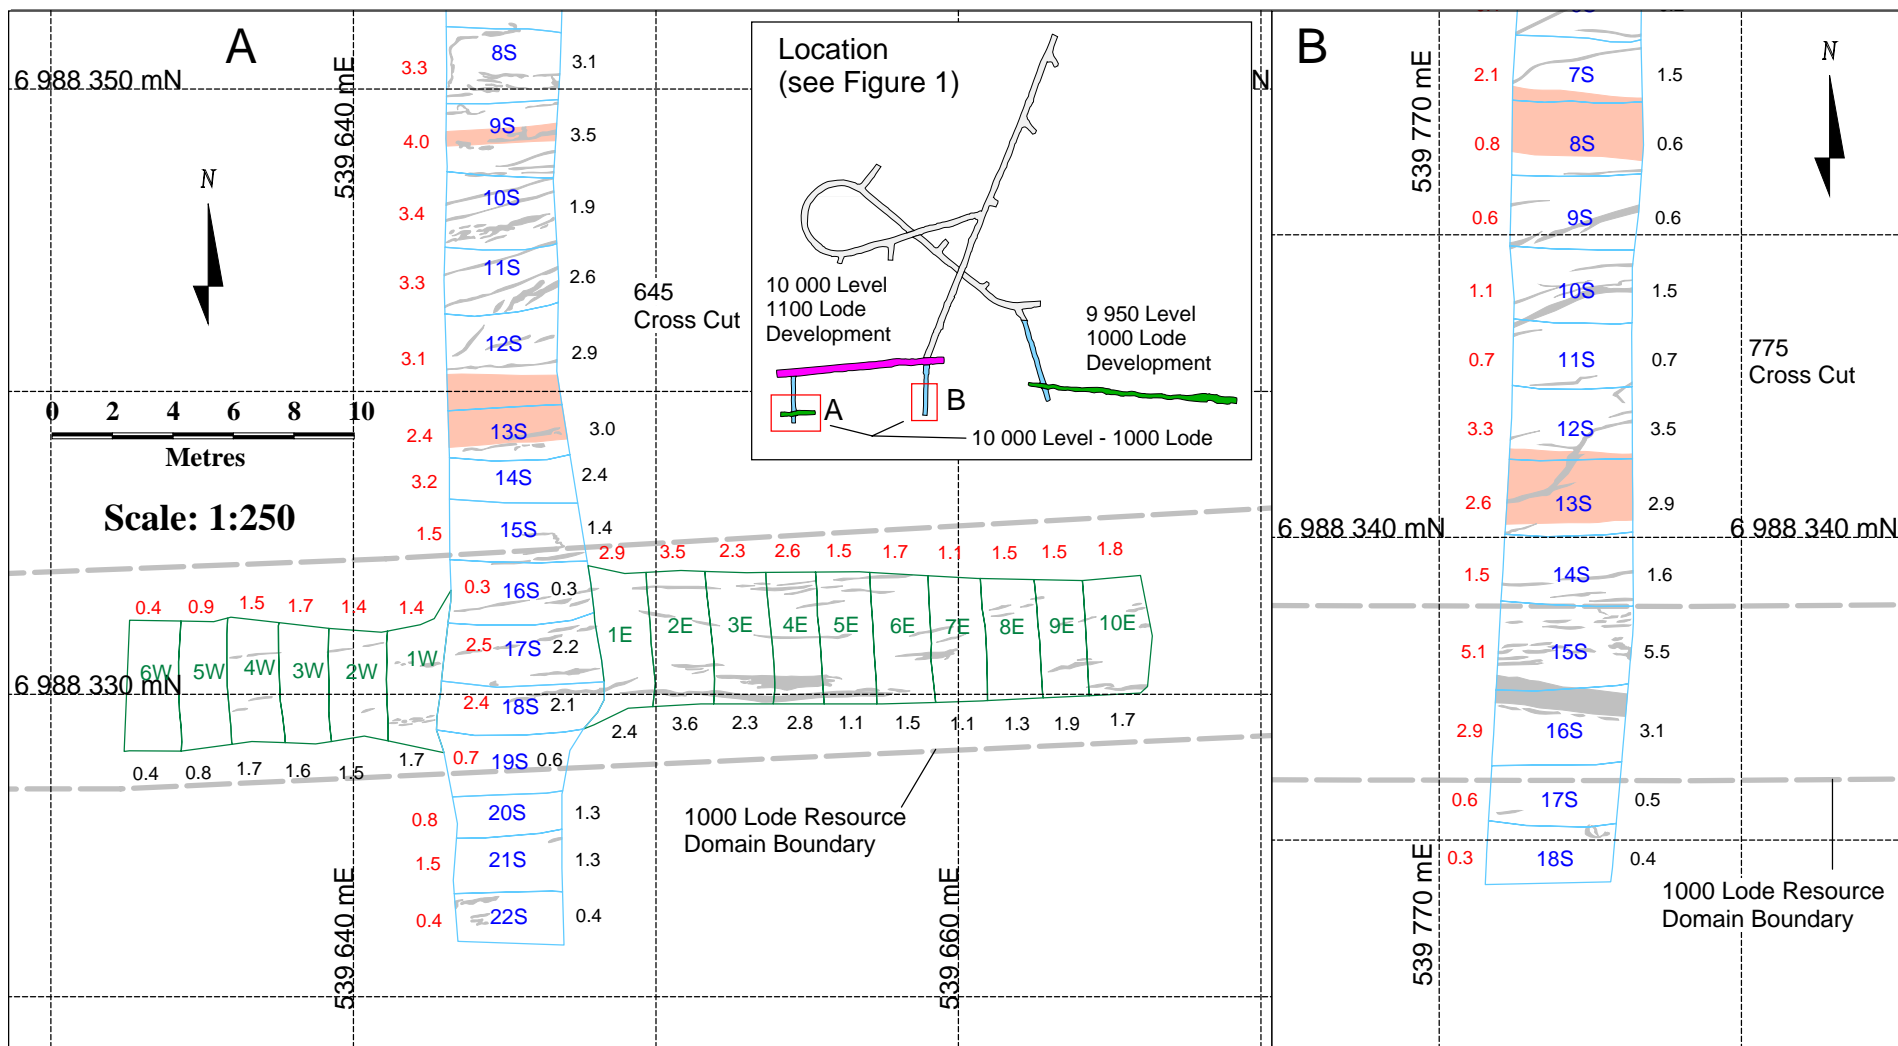 A
6 988 350 mN
539 640 mE
N
0 2 4 6 8 10
Metres
Scale: 1:250
3.3 8S 3.1
4.0 9S 3.5
3.4 10S 1.9
3.3 11S 2.6
3.1 12S 2.9
2.4 13S 3.0
3.2 14S 2.4
1.5 15S 1.4
0.3 16S 0.3
2.5 17S 2.2
2.4 18S 2.1
0.7 19S 0.6
0.8 20S 1.3
1.5 21S 1.3
0.4 22S 0.4
645
Cross Cut
2.9 3.5 2.3 2.6 1.5 1.7 1.1 1.5 1.5 1.8
1E 2E 3E 4E 5E 6E 7E 8E 9E 10E
2.4 3.6 2.3 2.8 1.1 1.5 1.1 1.3 1.9 1.7
0.4 0.9 1.5 1.7 1.4 1.4
6W 5W 4W 3W 2W 1W
0.4 0.8 1.7 1.6 1.5 1.7
6 988 330 mN
1000 Lode Resource
Domain Boundary
539 640 mE
539 660 mE
Location
(see Figure 1)
10 000 Level
1100 Lode
Development
9 950 Level
1000 Lode
Development
A
B
10 000 Level - 1000 Lode
N
B
539 770 mE
N
2.1 7S 1.5
0.8 8S 0.6
0.6 9S 0.6
1.1 10S 1.5
0.7 11S 0.7
3.3 12S 3.5
2.6 13S 2.9
1.5 14S 1.6
5.1 15S 5.5
2.9 16S 3.1
0.6 17S 0.5
0.3 18S 0.4
775
Cross Cut
6 988 340 mN
6 988 340 mN
1000 Lode Resource
Domain Boundary
539 770 mE